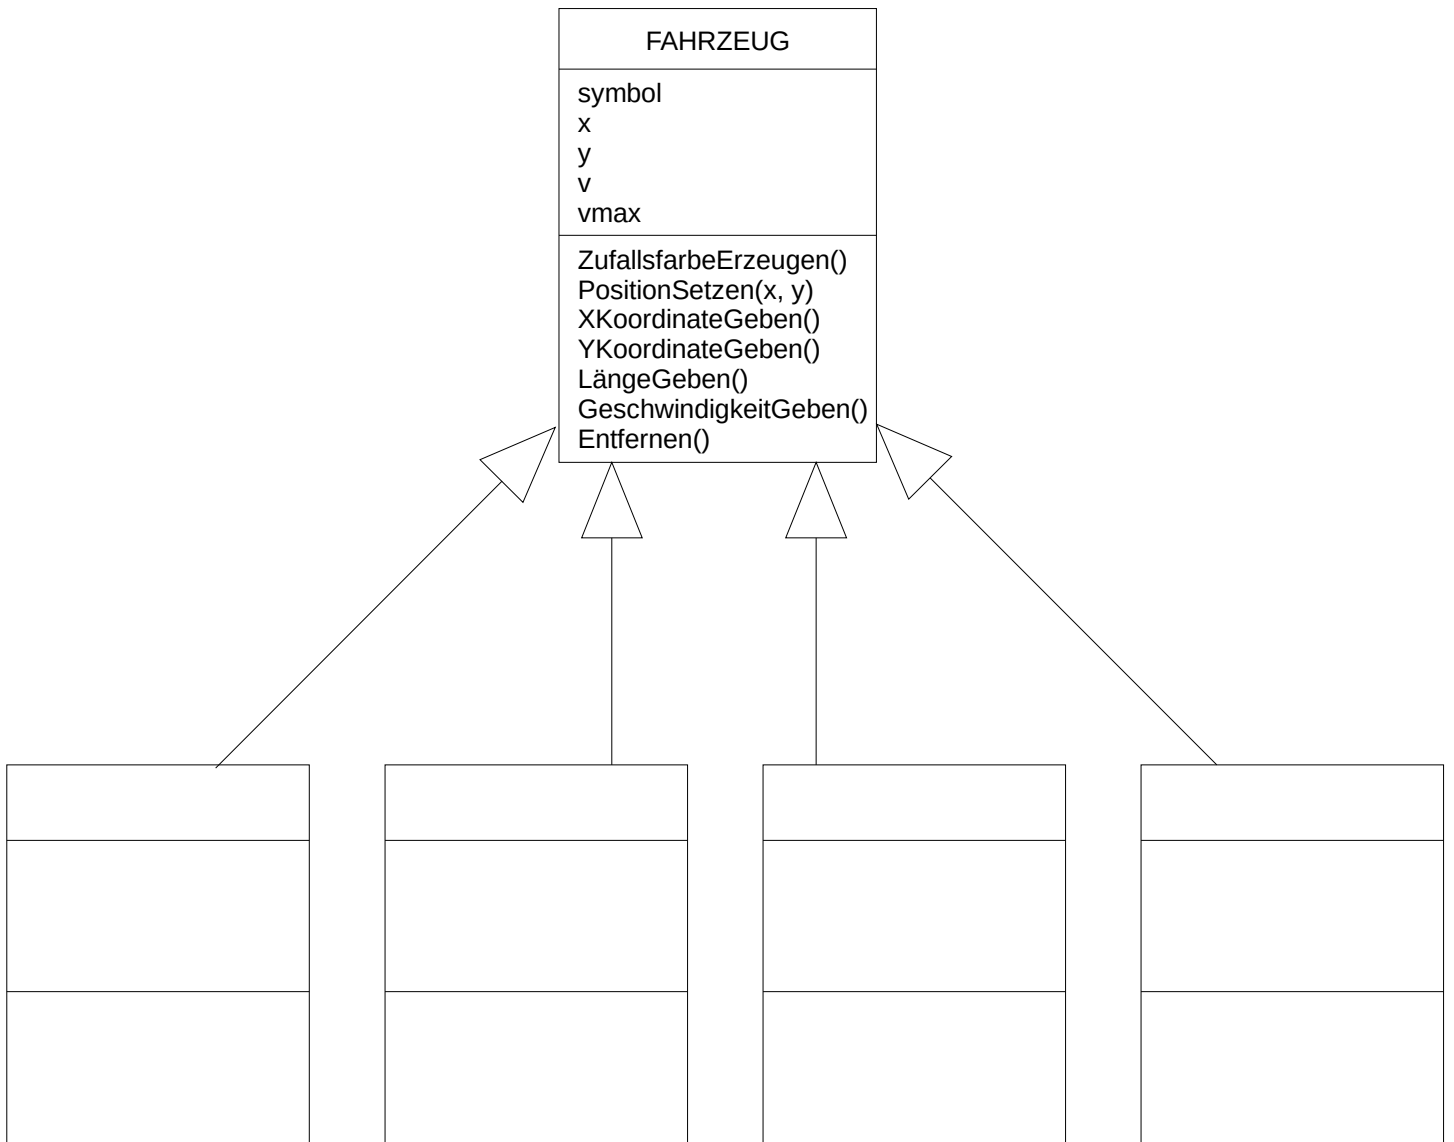 FAHRZEUG
symbol
x
y
v
vmax
ZufallsfarbeErzeugen()
PositionSetzen(x, y)
XKoordinateGeben()
YKoordinateGeben()
LängeGeben()
GeschwindigkeitGeben()
Entfernen()